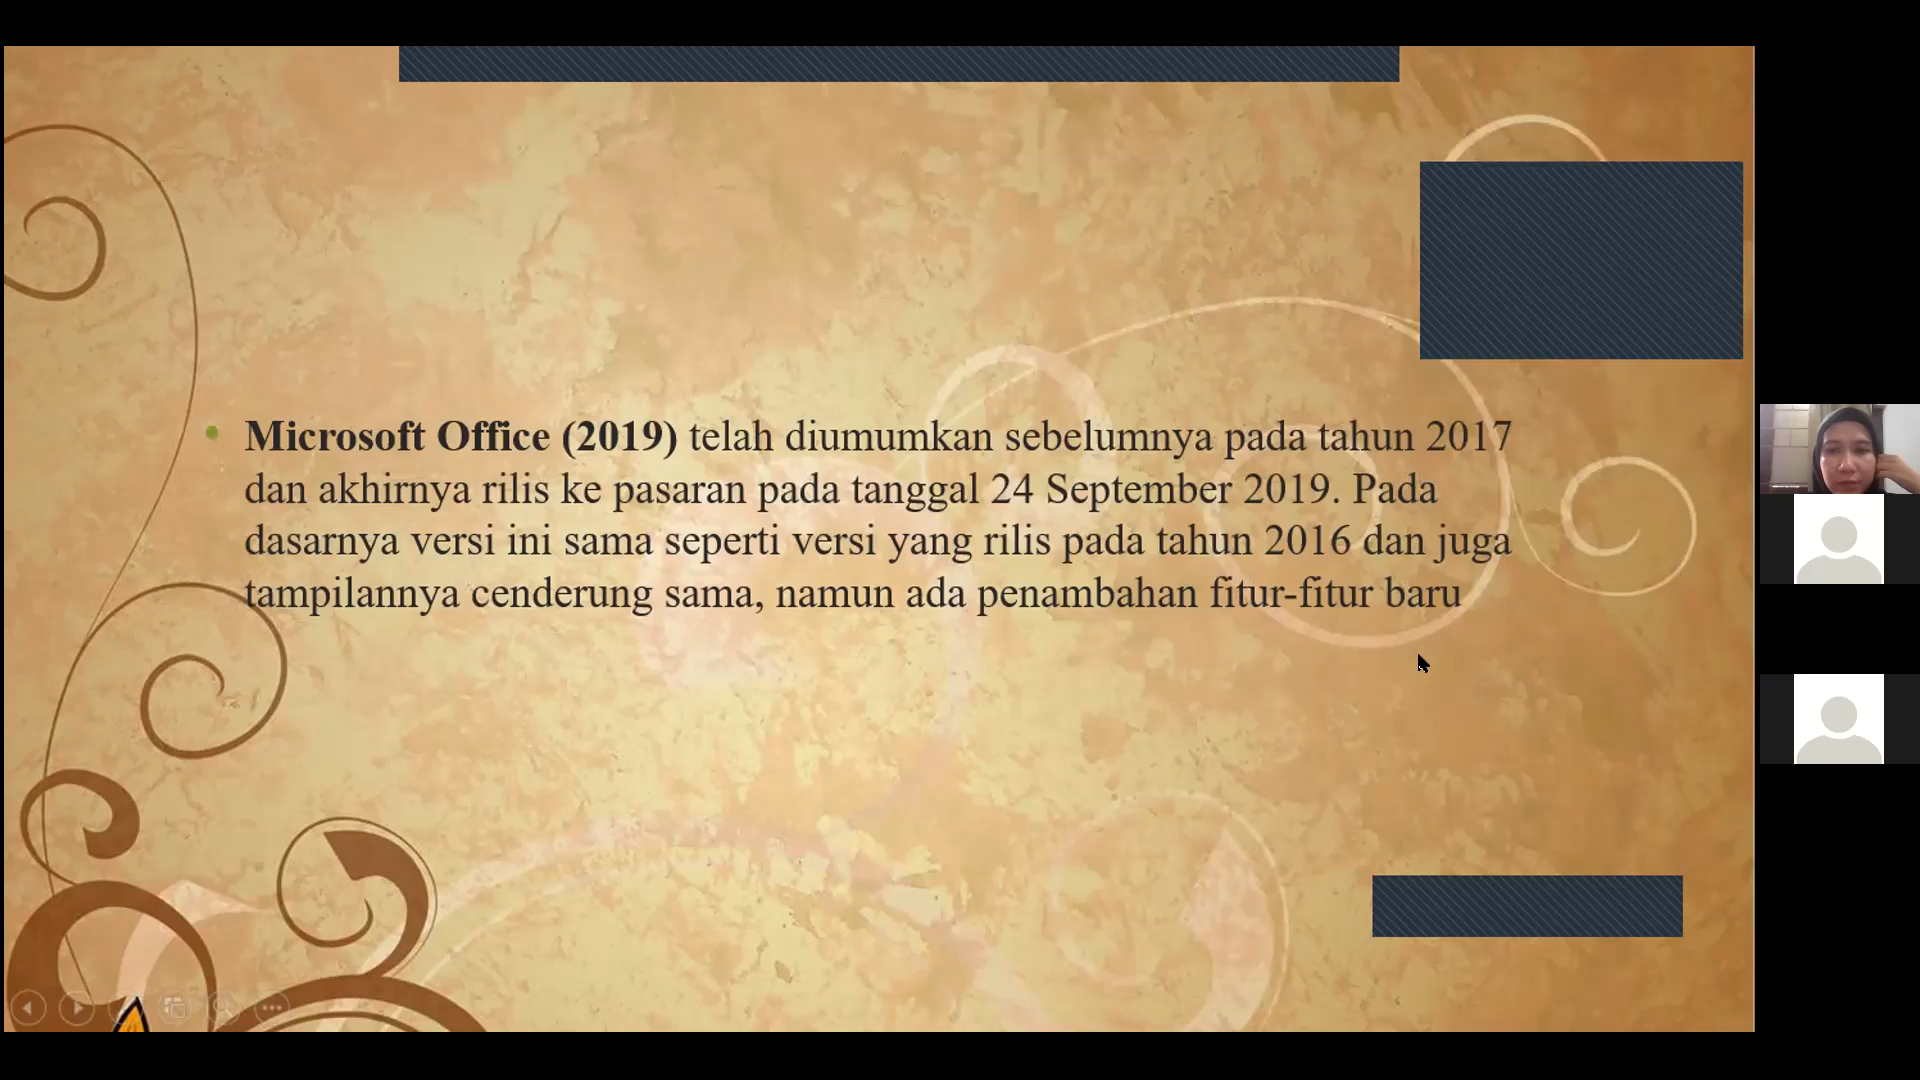 Microsoft Office (2019) telah diumumkan sebelumnya pada tahun 2017
dan akhirnya rilis ke pasaran pada tanggal 24 September 2019. Pada
dasarnya versi ini sama seperti versi yang rilis pada tahun 2016 dan juga
tampilannya cenderung sama, namun ada penambahan fitur-fitur baru